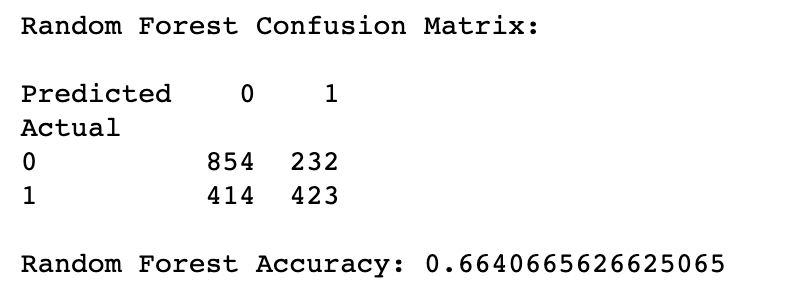 Random Forest Confusion Matrix:
Predicted 0 1
Actual
0 854 232
1 414 423
Random Forest Accuracy: 0.6640665626625065